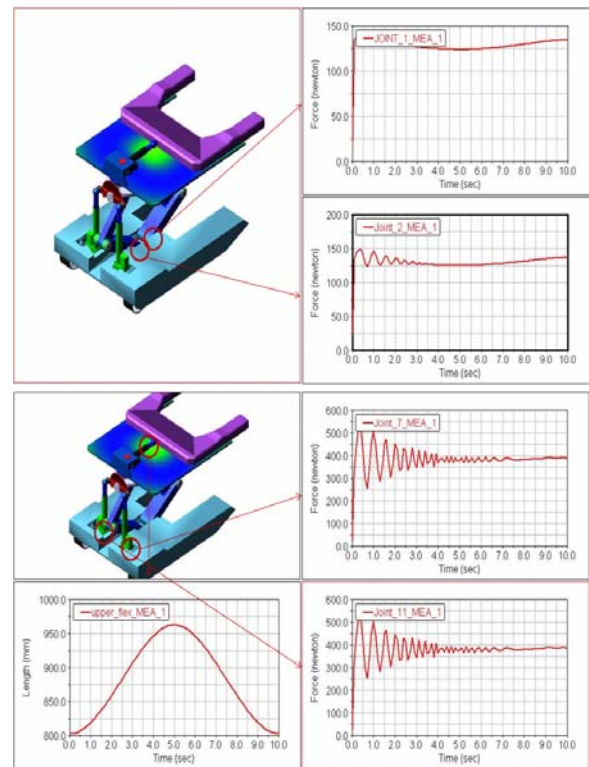 150.0
JOINT_1_MEA_1
100.0
Force (newton)
50.0
0.0
0.0 1.0 2.0 3.0 4.0 5.0 6.0 7.0 8.0 9.0 10.0
Time (sec)
200.0
Joint_2_MEA_1
150.0
Force (newton)
100.0
50.0
0.0
0.0 1.0 2.0 3.0 4.0 5.0 6.0 7.0 8.0 9.0 10.0
Time (sec)
600.0
Joint_7_MEA_1
500.0
400.0
Force (newton)
300.0
200.0
100.0
0.0
0.0 1.0 2.0 3.0 4.0 5.0 6.0 7.0 8.0 9.0 10.0
Time (sec)
1000.0
upper_flex_MEA_1
950.0
Length (mm)
900.0
850.0
800.0
0.0 1.0 2.0 3.0 4.0 5.0 6.0 7.0 8.0 9.0 10.0
Time (sec)
600.0
Joint_11_MEA_1
500.0
400.0
Force (newton)
300.0
200.0
100.0
0.0
0.0 1.0 2.0 3.0 4.0 5.0 6.0 7.0 8.0 9.0 10.0
Time (sec)